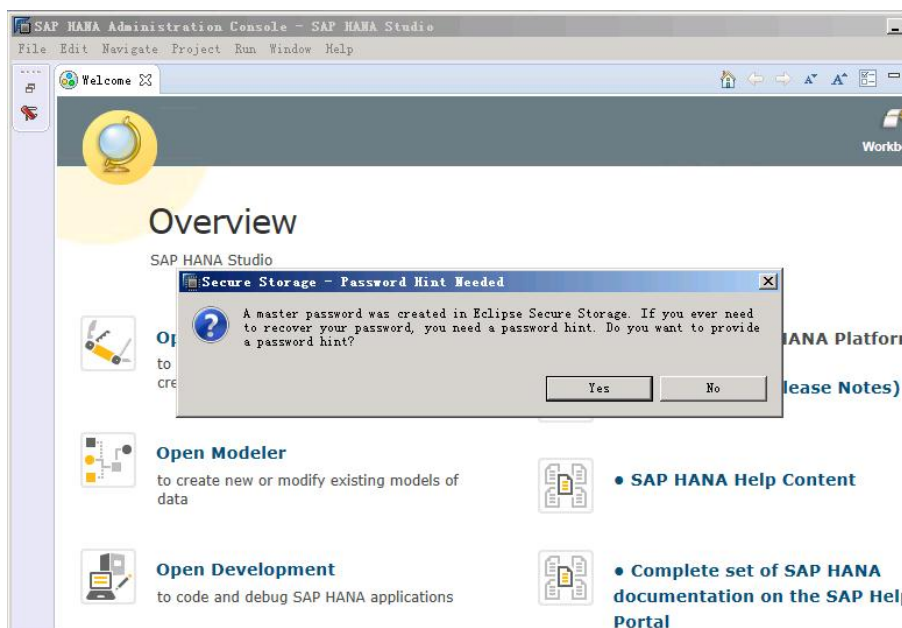 SAP HANA Administration Console - SAP HANA Studio
File Edit Navigate Project Run Window Help
Welcome
Overview
SAP HANA Studio
Secure Storage - Password Hint Needed
A master password was created in Eclipse Secure Storage. If you ever need
to recover your password, you need a password hint. Do you want to provide
a password hint?
Yes No
to
HANA Platfor
lease Notes)
Open Modeler
to create new or modify existing models of
data
• SAP HANA Help Content
Open Development
to code and debug SAP HANA applications
• Complete set of SAP HANA
documentation on the SAP Hel
Portal